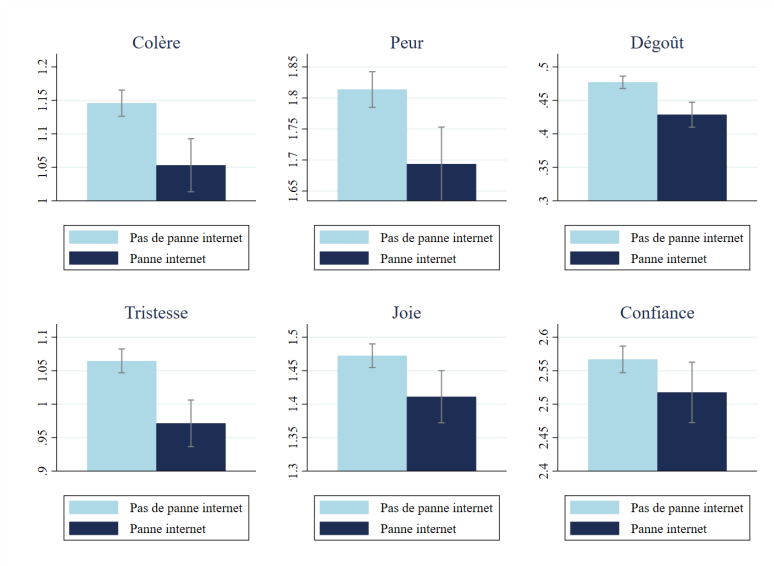 Colère
1.2
1.15
1.1
1.05
1
Pas de panne internet
Panne internet
Peur
1.85
1.8
1.75
1.7
1.65
Pas de panne internet
Panne internet
Dégoût
.5
.45
.4
.35
.3
Pas de panne internet
Panne internet
Tristesse
1.1
1.05
1
.95
.9
Pas de panne internet
Panne internet
Joie
1.5
1.45
1.4
1.35
1.3
Pas de panne internet
Panne internet
Confiance
2.6
2.55
2.5
2.45
2.4
Pas de panne internet
Panne internet